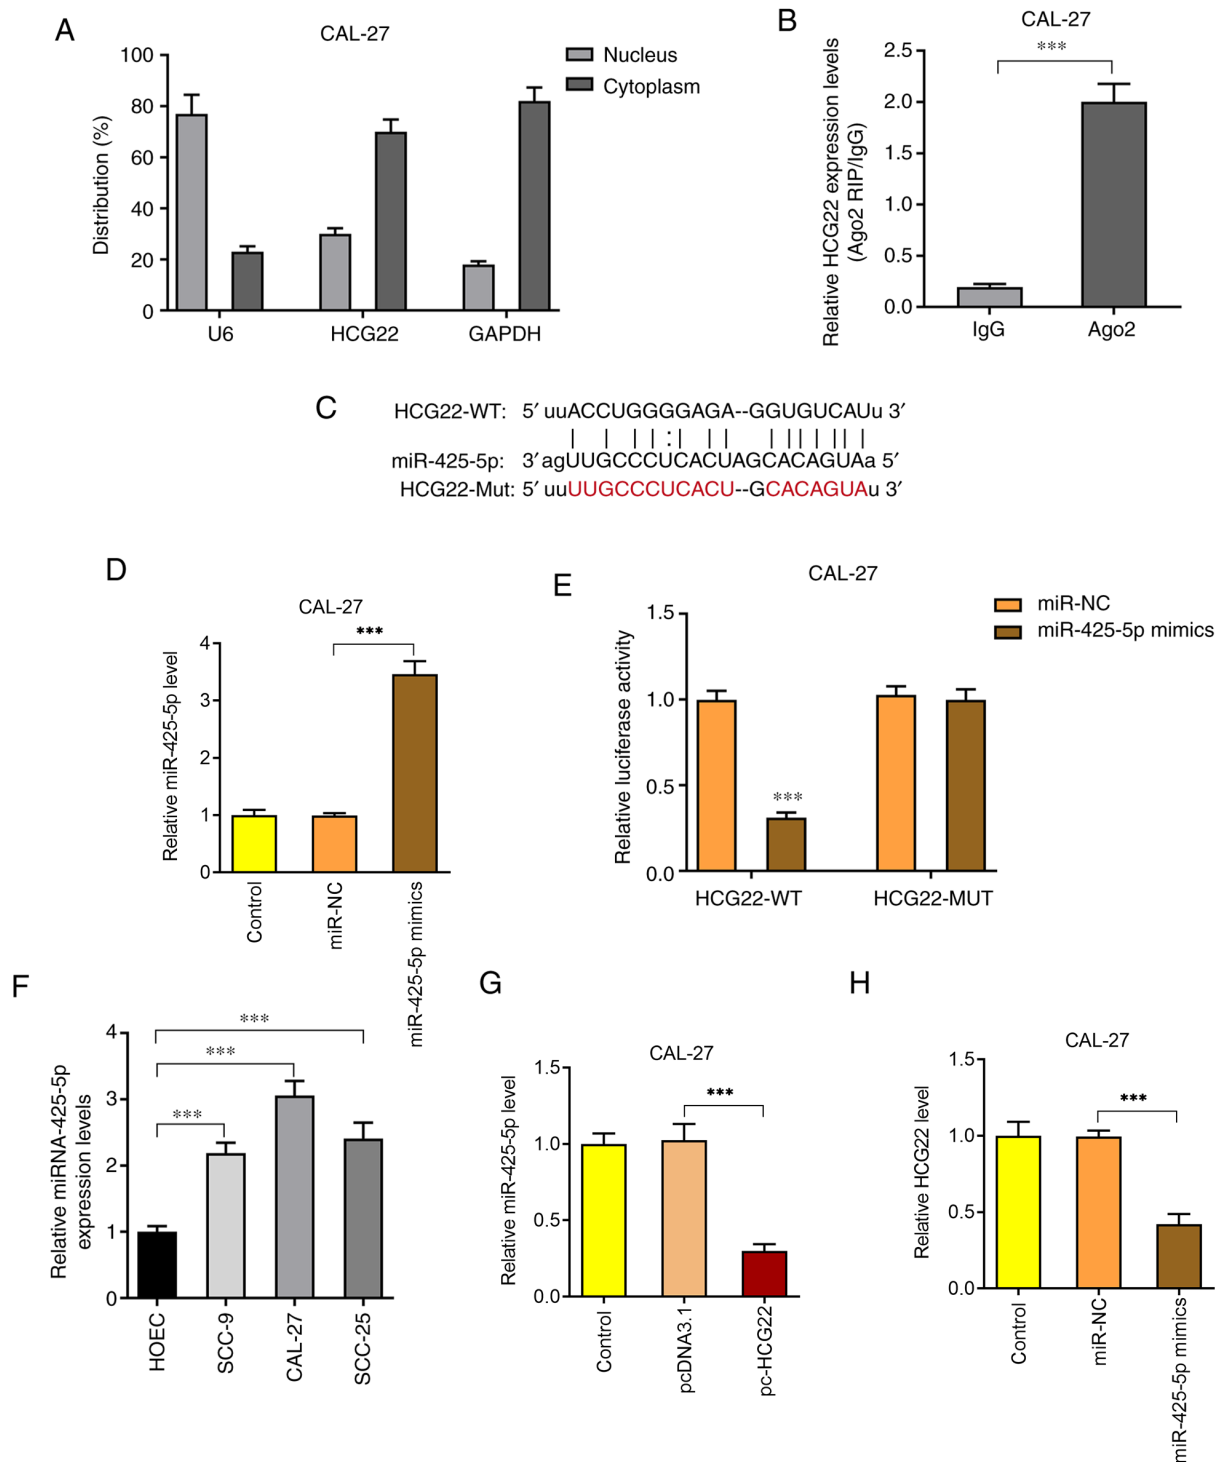 A
CAL-27
Nucleus
Cytoplasm
Distribution (%)
100
80
60
40
20
0
U6
HCG22
GAPDH
B
CAL-27
***
Relative HCG22 expression levels
(Ago2 RIP/IgG)
2.5
2.0
1.5
1.0
0.5
0.0
IgG
Ago2
C
HCG22-WT: 5′ uuACCUGGGGAGA--GGUGUCAUu 3′
miR-425-5p: 3′agUUGCCCUCACUAGCACAGUAa 5′
HCG22-Mut: 5′ uuUUGCCCUCACU--GCACAGUAu 3′
D
CAL-27
***
Relative miR-425-5p level
4
3
2
1
0
Control
miR-NC
miR-425-5p mimics
E
CAL-27
miR-NC
miR-425-5p mimics
Relative luciferase activity
1.5
1.0
0.5
0.0
***
HCG22-WT
HCG22-MUT
F
***
***
***
Relative miRNA-425-5p
expression levels
4
3
2
1
0
HOEC
SCC-9
CAL-27
SCC-25
G
CAL-27
***
Relative miR-425-5p level
1.5
1.0
0.5
0.0
Control
pcDNA3.1
pc-HCG22
H
CAL-27
***
Relative HCG22 level
1.5
1.0
0.5
0.0
Control
miR-NC
miR-425-5p mimics